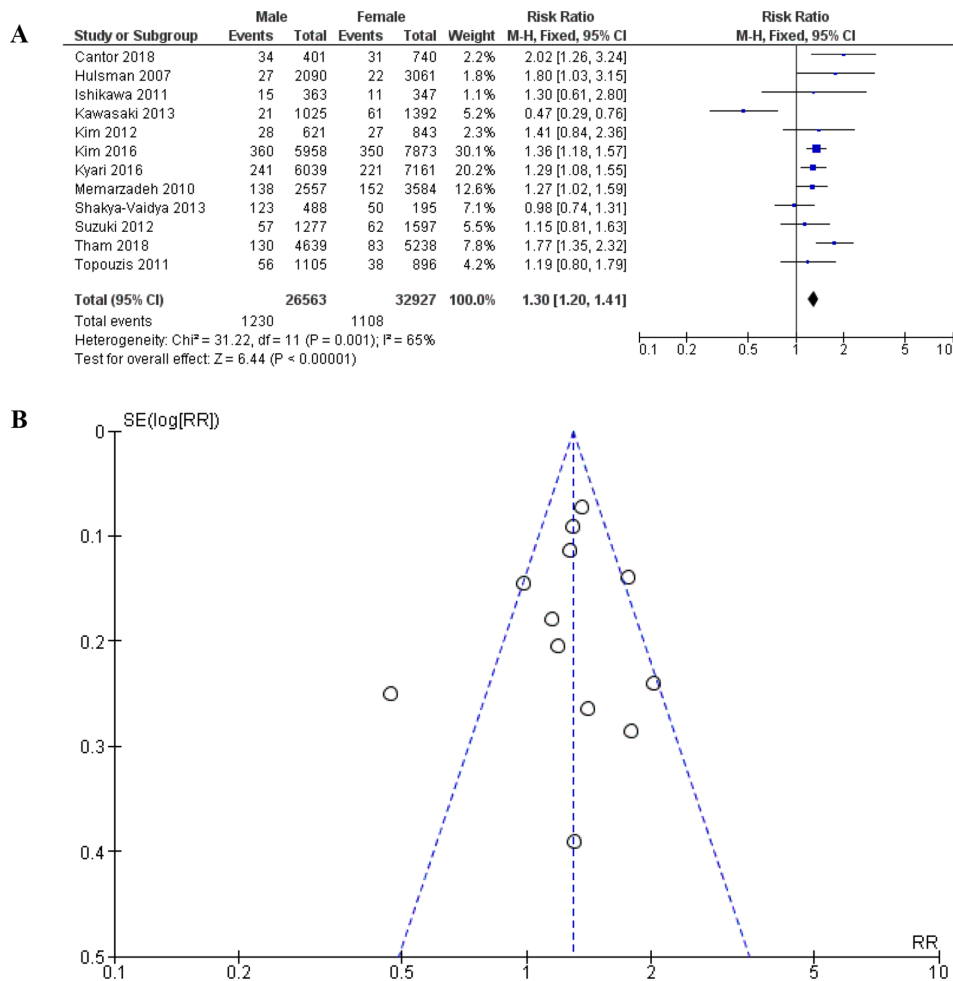 A
Male Female Risk Ratio Risk Ratio
Study or Subgroup Events Total Events Total Weight M-H, Fixed, 95% CI M-H, Fixed, 95% CI
Cantor 2018 34 401 31 740 2.2% 2.02 [1.26, 3.24]
Hulsman 2007 27 2090 22 3061 1.8% 1.80 [1.03, 3.15]
Ishikawa 2011 15 363 11 347 1.1% 1.30 [0.61, 2.80]
Kawasaki 2013 21 1025 61 1392 5.2% 0.47 [0.29, 0.76]
Kim 2012 28 621 27 843 2.3% 1.41 [0.84, 2.36]
Kim 2016 360 5958 350 7873 30.1% 1.36 [1.18, 1.57]
Kyari 2016 241 6039 221 7161 20.2% 1.29 [1.08, 1.55]
Memarzadeh 2010 138 2557 152 3584 12.6% 1.27 [1.02, 1.59]
Shakya-Vaidya 2013 123 488 50 195 7.1% 0.98 [0.74, 1.31]
Suzuki 2012 57 1277 62 1597 5.5% 1.15 [0.81, 1.63]
Tham 2018 130 4639 83 5238 7.8% 1.77 [1.35, 2.32]
Topouzis 2011 56 1105 38 896 4.2% 1.19 [0.80, 1.79]
Total (95% CI) 26563 32927 100.0% 1.30 [1.20, 1.41]
Total events 1230 1108
Heterogeneity: Chi² = 31.22, df = 11 (P = 0.001); I² = 65%
Test for overall effect: Z = 6.44 (P < 0.00001)
0.1 0.2 0.5 1 2 5 10
B
SE(log[RR])
0
0.1
0.2
0.3
0.4
0.5
RR
0.1 0.2 0.5 1 2 5 10